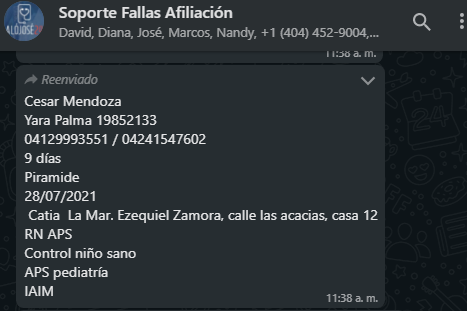 Soporte Fallas Afiliación
David, Diana, José, Marcos, Nandy, +1 (404) 452-9004,...
11:38 a. m.
Reenviado
Cesar Mendoza
Yara Palma 19852133
04129993551 / 04241547602
9 días
Piramide
28/07/2021
Catia La Mar. Ezequiel Zamora, calle las acacias, casa 12
RN APS
Control niño sano
APS pediatría
IAIM
11:38 a. m.